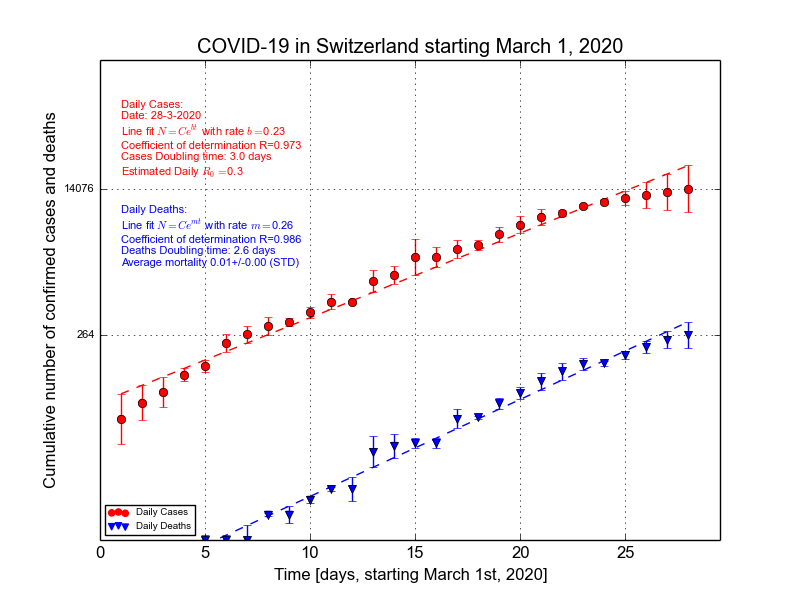 COVID-19 in Switzerland starting March 1, 2020
Daily Cases:
Date: 28-3-2020
Line fit N = Ce^{bt} with rate b = 0.23
Coefficient of determination R=0.973
Cases Doubling time: 3.0 days
Estimated Daily R_0 = 0.3
Daily Deaths:
Line fit N = Ce^{mt} with rate m = 0.26
Coefficient of determination R=0.986
Deaths Doubling time: 2.6 days
Average mortality 0.01+/-0.00 (STD)
Cumulative number of confirmed cases and deaths
14076
264
Daily Cases
Daily Deaths
0 5 10 15 20 25
Time [days, starting March 1st, 2020]